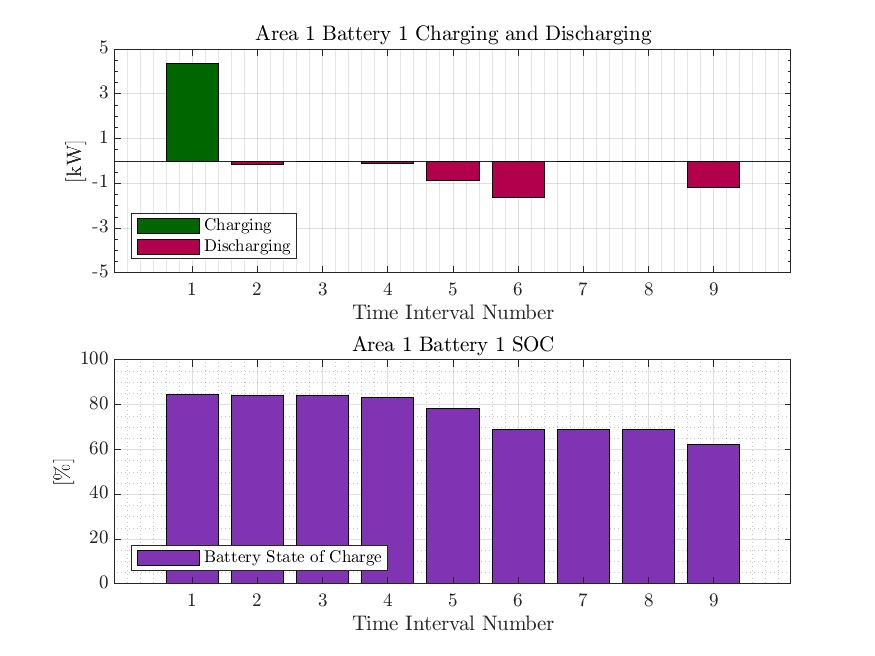 Area 1 Battery 1 Charging and Discharging
5
3
1
-1
-3
-5
[kW]
Charging
Discharging
1 2 3 4 5 6 7 8 9
Time Interval Number
Area 1 Battery 1 SOC
100
80
60
40
20
0
[%]
Battery State of Charge
1 2 3 4 5 6 7 8 9
Time Interval Number